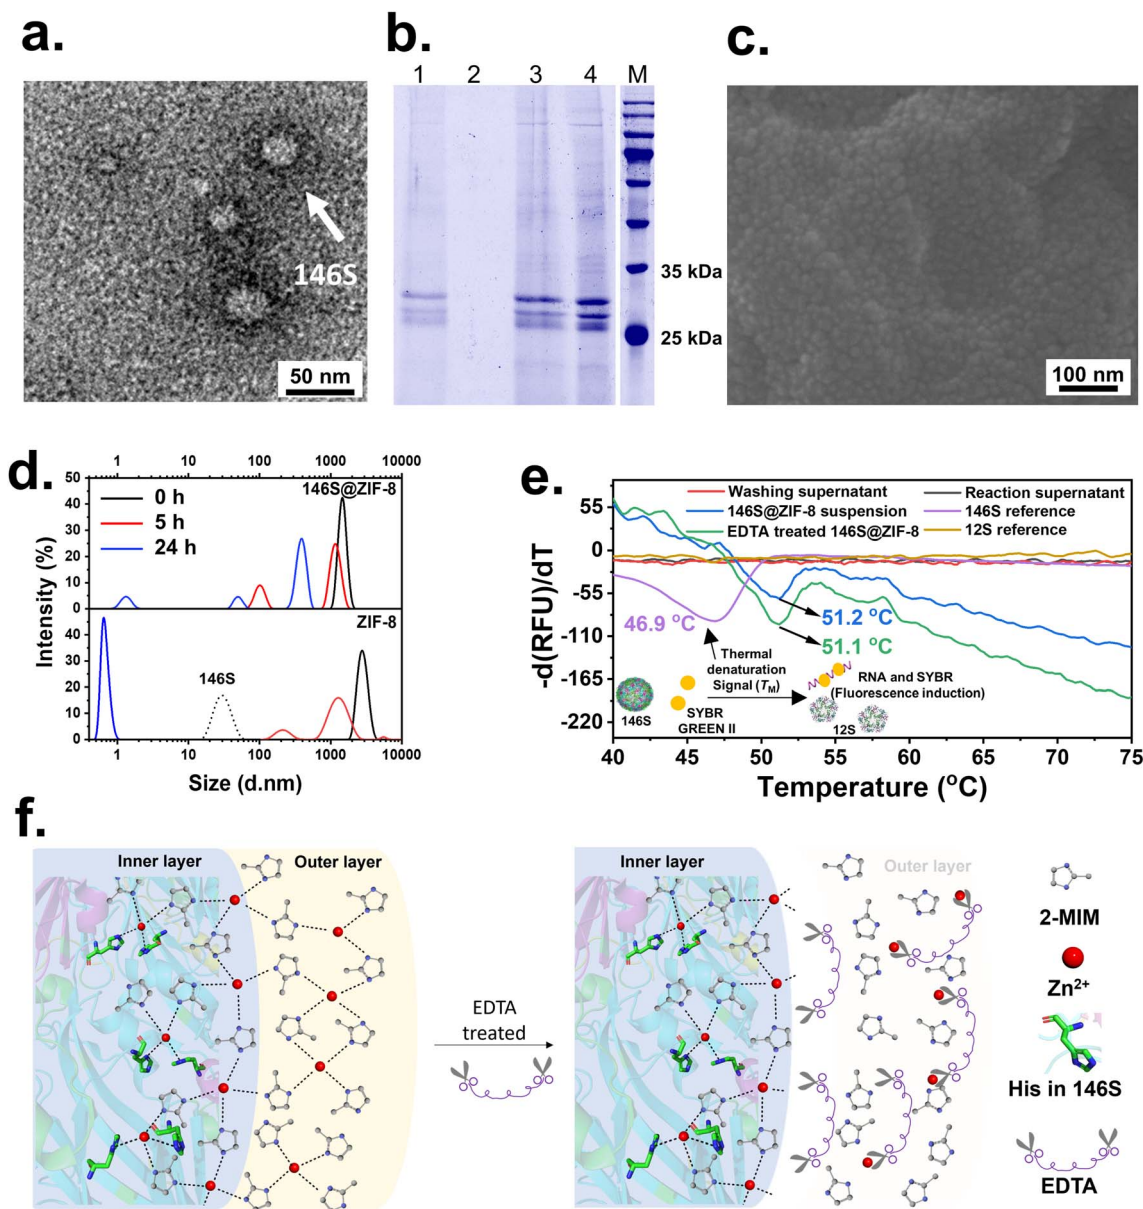 a.
146S
50 nm
b.
1 2 3 4 M
35 kDa
25 kDa
c.
100 nm
d.
1 10 100 1000 10000
50
40
30
20
10
0
40
30
20
10
0
0 h
5 h
24 h
146S@ZIF-8
ZIF-8
146S
Intensity (%)
1 10 100 1000 10000
Size (d.nm)
e.
55
0
-55
-110
-165
-220
-d(RFU)/dT
Washing supernatant
146S@ZIF-8 suspension
EDTA treated 146S@ZIF-8
Reaction supernatant
146S reference
12S reference
46.9 °C
51.2 °C
51.1 °C
Thermal
denaturation
Signal (TM)
RNA and SYBR
(Fluorescence induction)
146S
SYBR
GREEN II
12S
40 45 50 55 60 65 70 75
Temperature (°C)
f.
Inner layer
Outer layer
EDTA
treated
Inner layer
Outer layer
2-MIM
Zn2+
His in 146S
EDTA